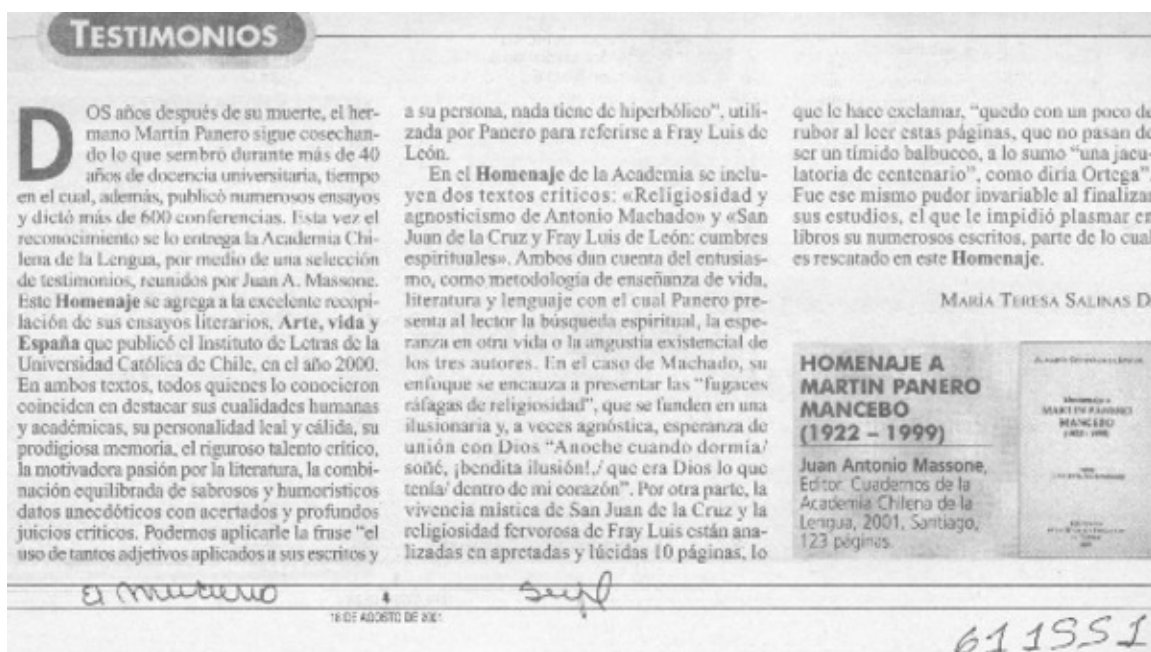 TESTIMONIOS
DOS años después de su muerte, el her-
mano Martín Panero sigue cosechan-
do lo que sembró durante más de 40
años de docencia universitaria, tiempo
en el cual, además, publicó numerosos ensayos
y dictó más de 600 conferencias. Esta vez el
reconocimiento se lo entrega la Academia Chi-
lena de la Lengua, por medio de una selección
de testimonios, reunidos por Juan A. Massone.
Este Homenaje se agrega a la excelente recopi-
lación de sus ensayos literarios, Arte, vida y
España que publicó el Instituto de Letras de la
Universidad Católica de Chile, en el año 2000.
En ambos textos, todos quienes lo conocieron
coinciden en destacar sus cualidades humanas
y académicas, su personalidad leal y cálida, su
prodigiosa memoria, el riguroso talento crítico,
la motivadora pasión por la literatura, la combi-
nación equilibrada de sabrosos y humorísticos
datos anecdóticos con acertados y profundos
juicios críticos. Podemos aplicarle la frase "el
uso de tantos adjetivos aplicados a sus escritos y
a su persona, nada tiene de hiperbólico", utili-
zada por Panero para referirse a Fray Luis de
León.
En el Homenaje de la Academia se inclu-
yen dos textos críticos: «Religiosidad y
agnosticismo de Antonio Machado» y «San
Juan de la Cruz y Fray Luis de León: cumbres
espirituales». Ambos dan cuenta del entusias-
mo, como metodología de enseñanza de vida,
literatura y lenguaje con el cual Panero pre-
senta al lector la búsqueda espiritual, la espe-
ranza en otra vida o la angustia existencial de
los tres autores. En el caso de Machado, su
enfoque se encauza a presentar las "fugaces
ráfagas de religiosidad", que se funden en una
ilusionaria y, a veces agnóstica, esperanza de
unión con Dios "Anoche cuando dormía/
soñé, ¡bendita ilusión!,/ que era Dios lo que
tenía/ dentro de mi corazón". Por otra parte, la
vivencia mística de San Juan de la Cruz y la
religiosidad fervorosa de Fray Luis están ana-
lizadas en apretadas y lúcidas 10 páginas, lo
que le hace exclamar, "quedo con un poco de
rubor al leer estas páginas, que no pasan de
ser un tímido balbuceo, a lo sumo "una jacu-
latoria de centenario", como diría Ortega".
Fue ese mismo pudor invariable al finalizar
sus estudios, el que le impidió plasmar en
libros su numerosos escritos, parte de lo cual
es rescatado en este Homenaje.
MARÍA TERESA SALINAS D.
HOMENAJE A
MARTIN PANERO
MANCEBO
(1922 – 1999)
Juan Antonio Massone,
Editor. Cuadernos de la
Academia Chilena de la
Lengua, 2001, Santiago,
123 páginas.
Homenaje a
MARTIN PANERO
MANCEBO
(1922 - 1999)
El Mercurio
4
18 DE AGOSTO DE 2001
611551